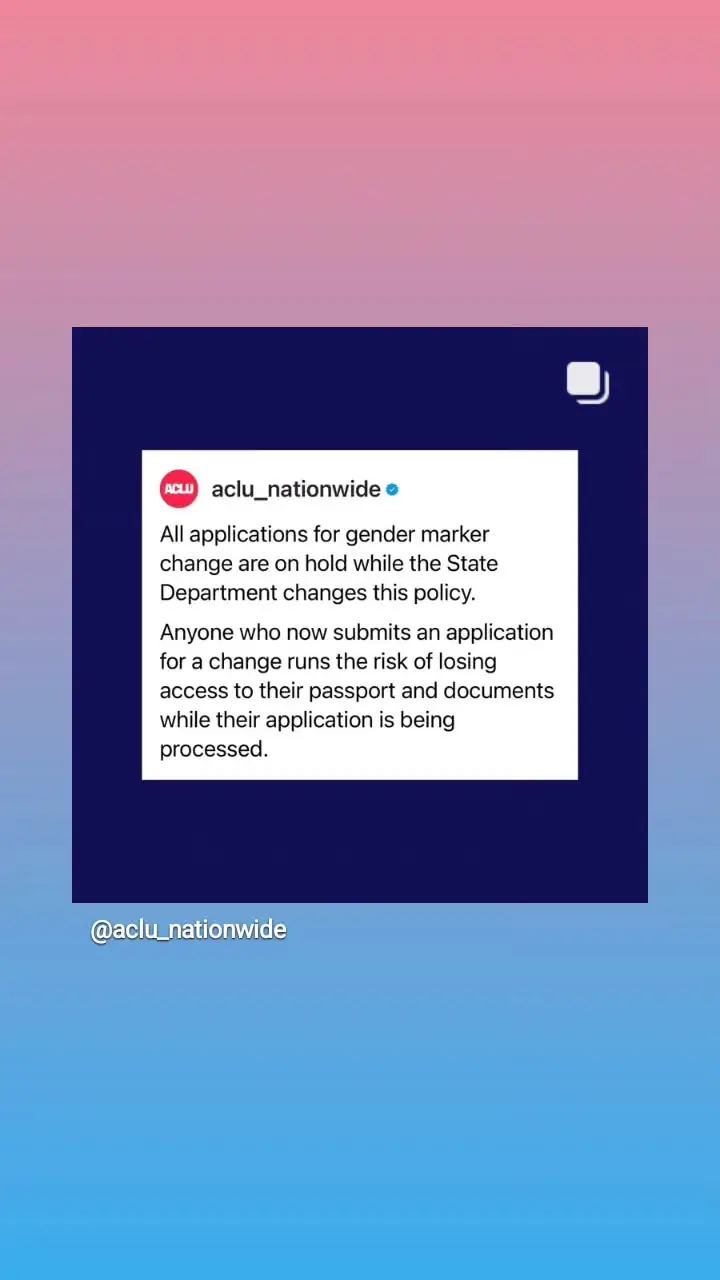 ACLU aclu_nationwide
All applications for gender marker
change are on hold while the State
Department changes this policy.
Anyone who now submits an application
for a change runs the risk of losing
access to their passport and documents
while their application is being
processed.
@aclu_nationwide